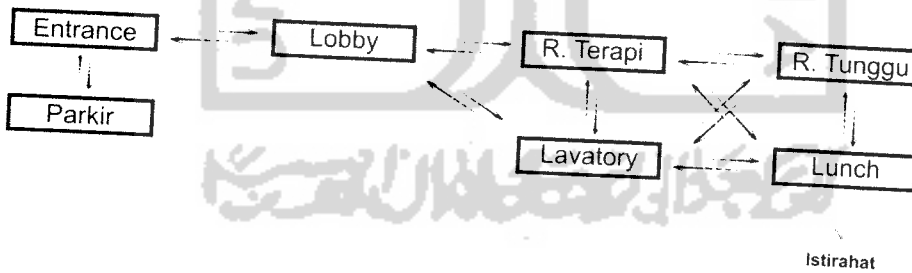 Entrance
Lobby
R. Terapi
R. Tunggu
Parkir
Lavatory
Lunch
Istirahat